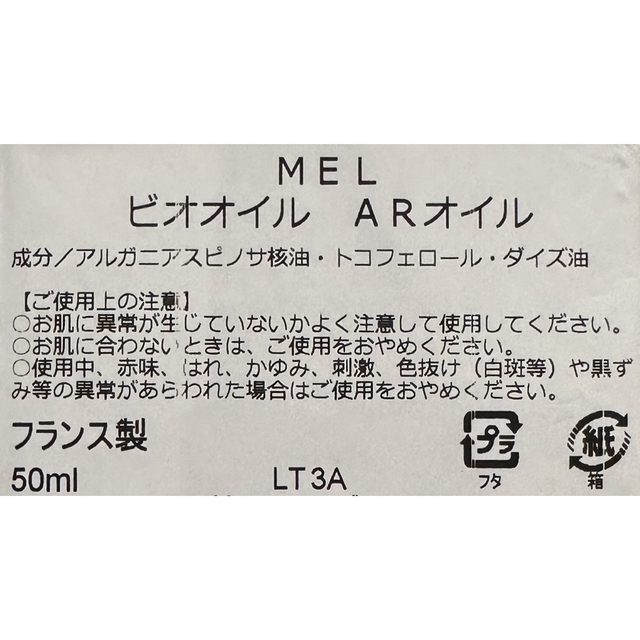 MEL
ビオオイル　ARオイル
成分／アルガニアスピノサ核油・トコフェロール・ダイズ油
【ご使用上の注意】
○お肌に異常が生じていないかよく注意して使用してください。
○お肌に合わないときは、ご使用をおやめください。
○使用中、赤味、はれ、かゆみ、刺激、色抜け（白斑等）や黒ず
み等の異常があらわれた場合はご使用をおやめください。
フランス製
50ml LT3A
プラ 紙
フタ 箱